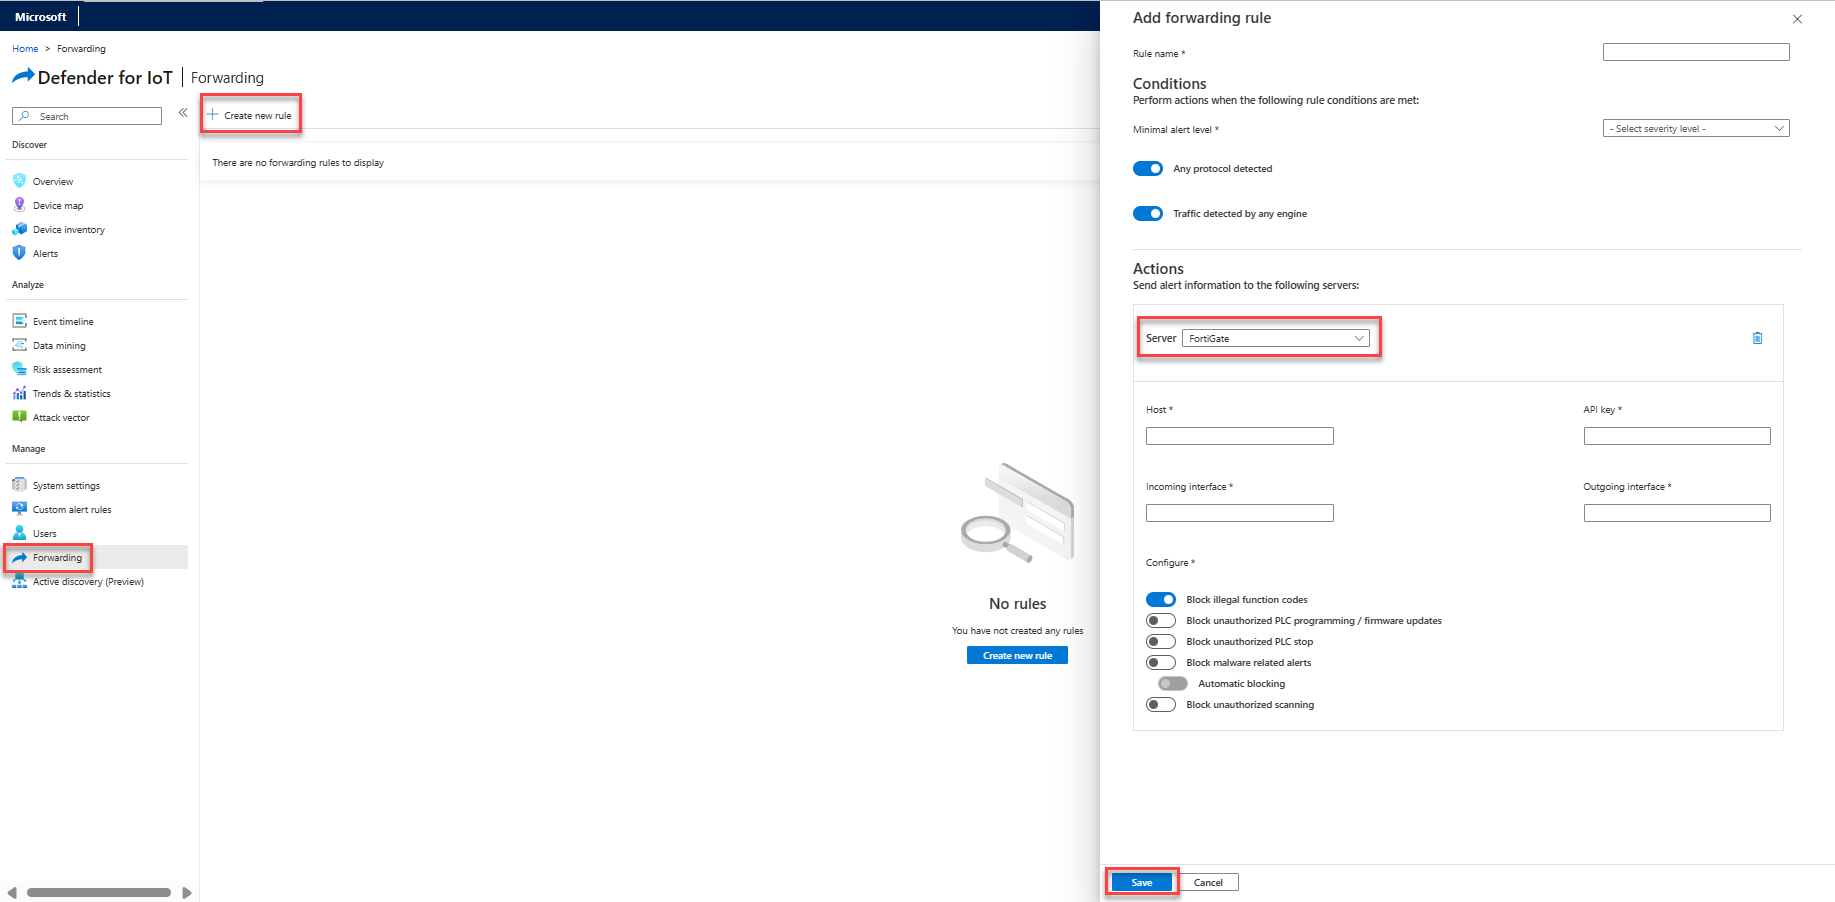 Microsoft
Home > Forwarding
Defender for IoT | Forwarding
Search
Create new rule
There are no forwarding rules to display
Discover
Overview
Device map
Device inventory
Alerts
Analyze
Event timeline
Data mining
Risk assessment
Trends & statistics
Attack vector
Manage
System settings
Custom alert rules
Users
Forwarding
Active discovery (Preview)
No rules
You have not created any rules
Create new rule
Add forwarding rule
Rule name *
Conditions
Perform actions when the following rule conditions are met:
Minimal alert level *
- Select severity level -
Any protocol detected
Traffic detected by any engine
Actions
Send alert information to the following servers:
Server FortiGate
Host * API key *
Incoming interface * Outgoing interface *
Configure *
Block illegal function codes
Block unauthorized PLC programming / firmware updates
Block unauthorized PLC stop
Block malware related alerts
Automatic blocking
Block unauthorized scanning
Save Cancel